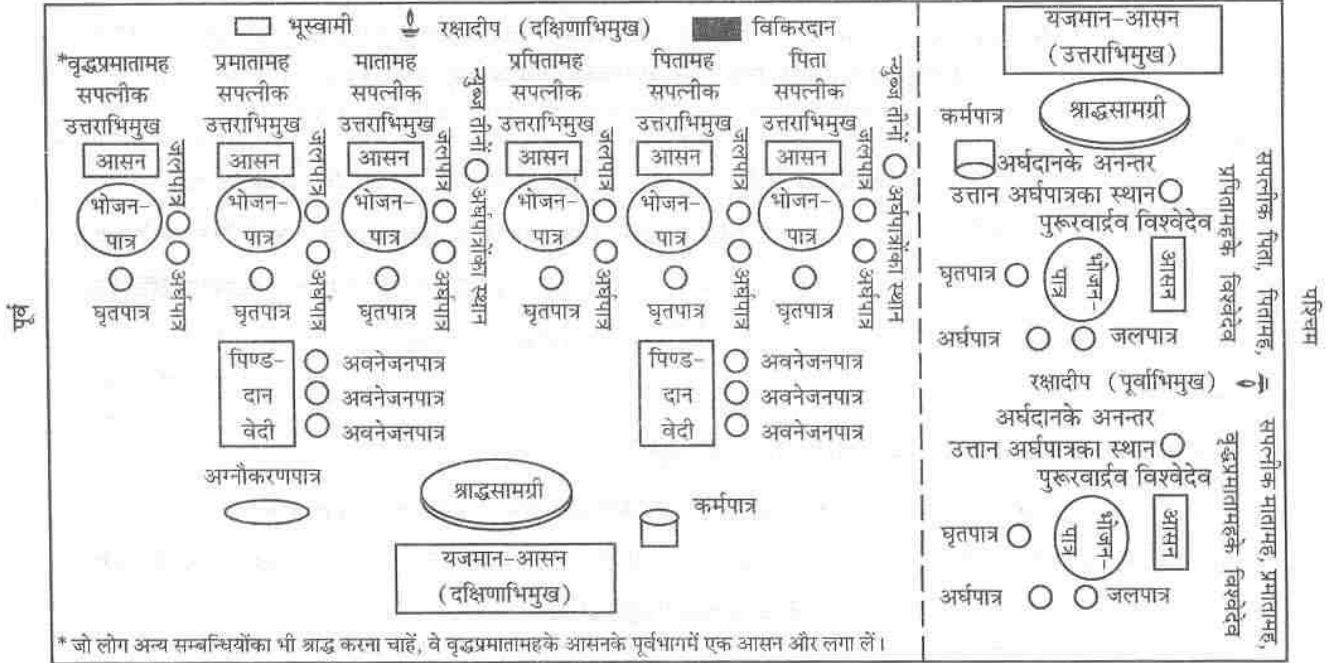 भूस्वामी रक्षादीप (दक्षिणाभिमुख) विकिरदान
*वृद्धप्रमातामह प्रमातामह मातामह प्रपितामह पितामह पिता
सपत्नीक सपत्नीक सपत्नीक सपत्नीक सपत्नीक सपत्नीक
उत्तराभिमुख उत्तराभिमुख उत्तराभिमुख उत्तराभिमुख उत्तराभिमुख उत्तराभिमुख
आसन आसन आसन आसन आसन आसन
भोजन- भोजन- भोजन- भोजन- भोजन- भोजन-
पात्र पात्र पात्र पात्र पात्र पात्र
जलपात्र जलपात्र जलपात्र जलपात्र जलपात्र जलपात्र
अर्घपात्र अर्घपात्र अर्घपात्र अर्घपात्र अर्घपात्र अर्घपात्र
न्युब्ज तीनों अर्घपात्रोंका स्थान
न्युब्ज तीनों अर्घपात्रोंका स्थान
घृतपात्र घृतपात्र घृतपात्र घृतपात्र घृतपात्र घृतपात्र
पूर्व
पिण्ड- अवनेजनपात्र पिण्ड- अवनेजनपात्र
दान अवनेजनपात्र दान अवनेजनपात्र
वेदी अवनेजनपात्र वेदी अवनेजनपात्र
अग्नौकरणपात्र
श्राद्धसामग्री
कर्मपात्र
यजमान-आसन
(दक्षिणाभिमुख)
* जो लोग अन्य सम्बन्धियोंका भी श्राद्ध करना चाहें, वे वृद्धप्रमातामहके आसनके पूर्वभागमें एक आसन और लगा लें।
यजमान-आसन
(उत्तराभिमुख)
कर्मपात्र श्राद्धसामग्री
अर्घदानके अनन्तर
उत्तान अर्घपात्रका स्थान
पुरूरवार्द्रव विश्वेदेव
घृतपात्र भोजन-पात्र आसन
अर्घपात्र जलपात्र
सपत्नीक पिता, पितामह,
प्रपितामहके विश्वेदेव
रक्षादीप (पूर्वाभिमुख)
अर्घदानके अनन्तर
उत्तान अर्घपात्रका स्थान
पुरूरवार्द्रव विश्वेदेव
घृतपात्र भोजन-पात्र आसन
अर्घपात्र जलपात्र
सपत्नीक मातामह, प्रमातामह,
वृद्धप्रमातामहके विश्वेदेव
पश्चिम